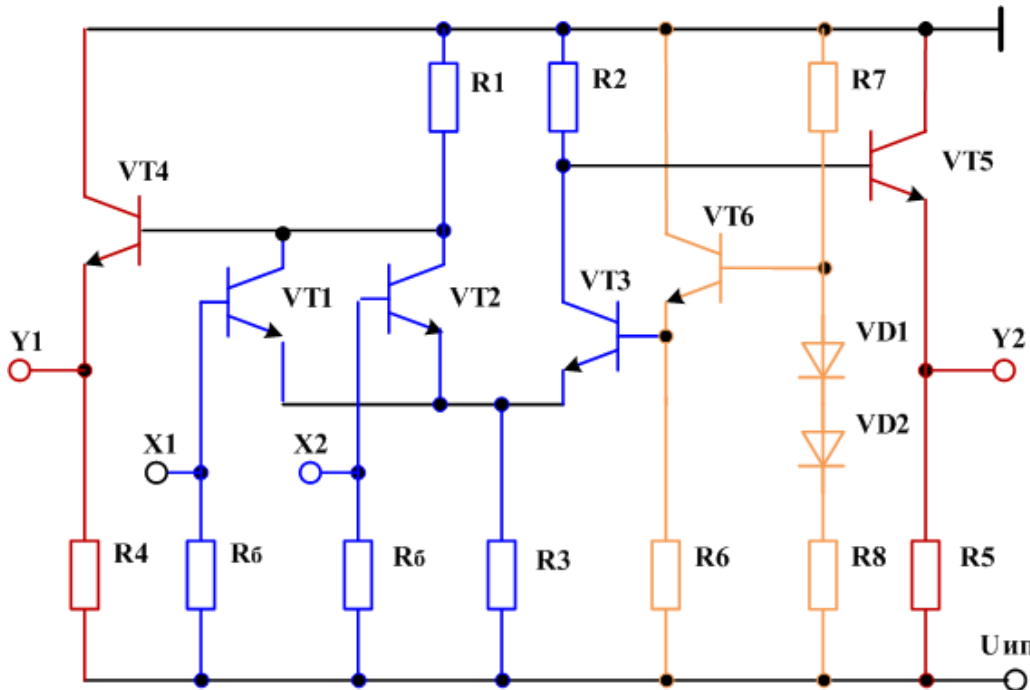 R1
R2
R7
VT4
VT5
VT6
VT1
VT2
VT3
Y1
VD1
Y2
VD2
X1
X2
R4
Rб
Rб
R3
R6
R8
R5
Uип